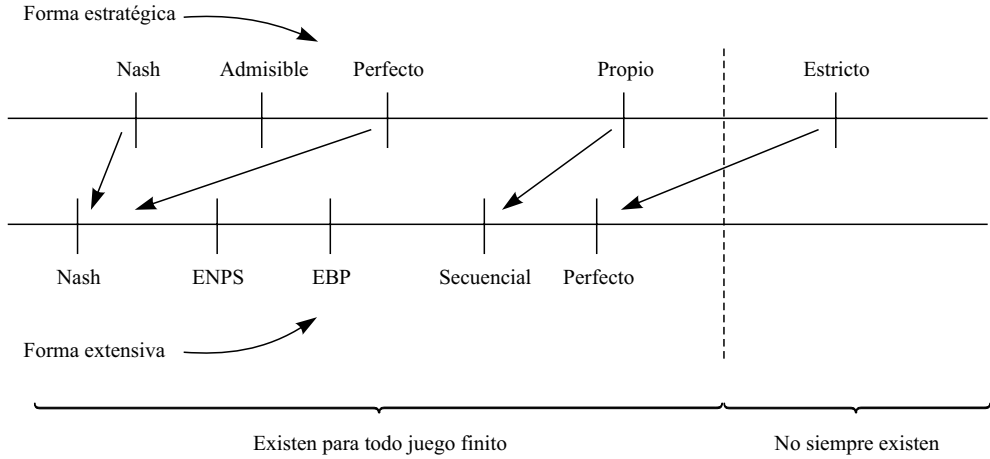 Forma estratégica
Nash Admisible Perfecto Propio Estricto
Nash ENPS EBP Secuencial Perfecto
Forma extensiva
Existen para todo juego finito No siempre existen